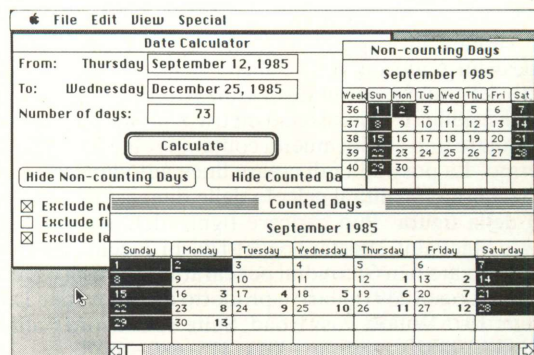 File Edit View Special
Date Calculator
From: Thursday September 12, 1985
To: Wednesday December 25, 1985
Number of days: 73
Calculate
Hide Non-counting Days Hide Counted Da
Exclude
Exclude
Exclude
Non-counting Days
September 1985
Week Sun Mon Tue Wed Thu Fri Sat
36 1 2 3 4 5 6 7
37 8 9 10 11 12 13 14
38 15 16 17 18 19 20 21
39 22 23 24 25 26 27 28
40 29 30
Counted Days
September 1985
Sunday Monday Tuesday Wednesday Thursday Friday Saturday
1 2 3 4 5 6 7
8 9 10 11 12 1 13 2 14
15 16 3 17 4 18 5 19 6 20 7 21
22 23 8 24 9 25 10 26 11 27 12 28
29 30 13